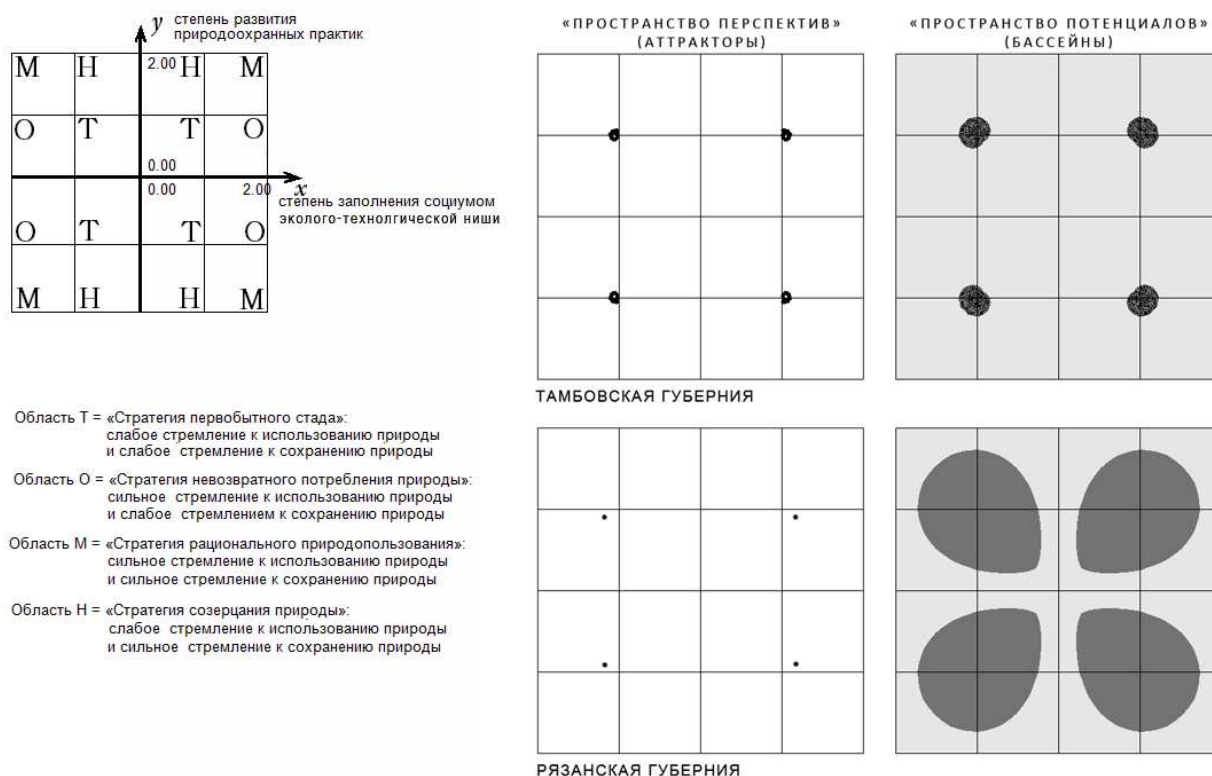 y степень развития
природоохранных практик
М Н 2.00 Н М
О Т Т О
0.00
0.00 2.00 x
степень заполнения социумом
эколого-технолгической ниши
О Т Т О
М Н Н М
Область Т = «Стратегия первобытного стада»:
слабое стремление к использованию природы
и слабое стремление к сохранению природы
Область О = «Стратегия невозвратного потребления природы»:
сильное стремление к использованию природы
и слабое стремлением к сохранению природы
Область М = «Стратегия рационального природопользования»:
сильное стремление к использованию природы
и сильное стремление к сохранению природы
Область Н = «Стратегия созерцания природы»:
слабое стремление к использованию природы
и сильное стремление к сохранению природы
«ПРОСТРАНСТВО ПЕРСПЕКТИВ»
(АТТРАКТОРЫ)
«ПРОСТРАНСТВО ПОТЕНЦИАЛОВ»
(БАССЕЙНЫ)
ТАМБОВСКАЯ ГУБЕРНИЯ
РЯЗАНСКАЯ ГУБЕРНИЯ